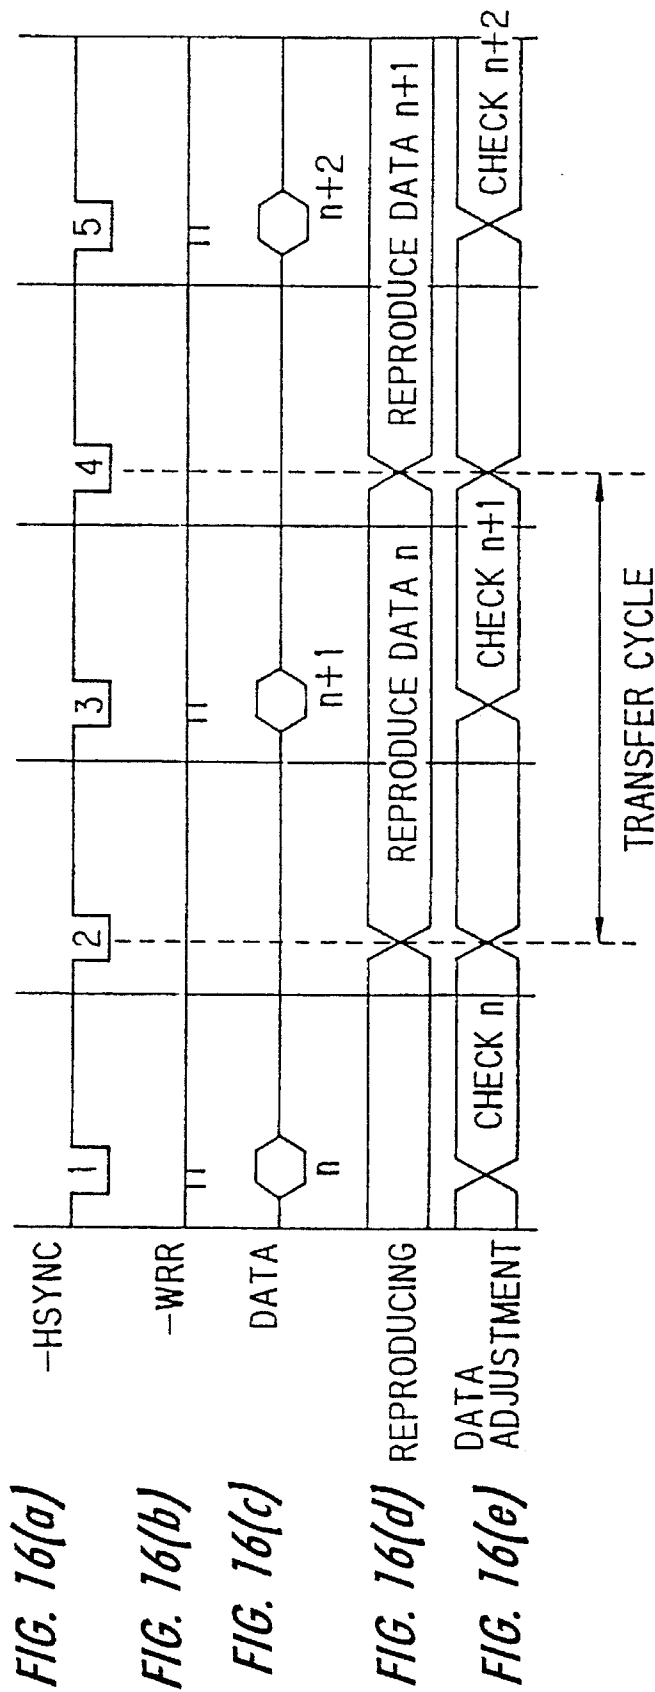 FIG. 16(a) -HSYNC 1 2 3 4 5
FIG. 16(b) -WRR
FIG. 16(c) DATA n n+1 n+2
FIG. 16(d) REPRODUCING REPRODUCE DATA n REPRODUCE DATA n+1
FIG. 16(e) DATA
ADJUSTMENT CHECK n CHECK n+1 CHECK n+2
TRANSFER CYCLE